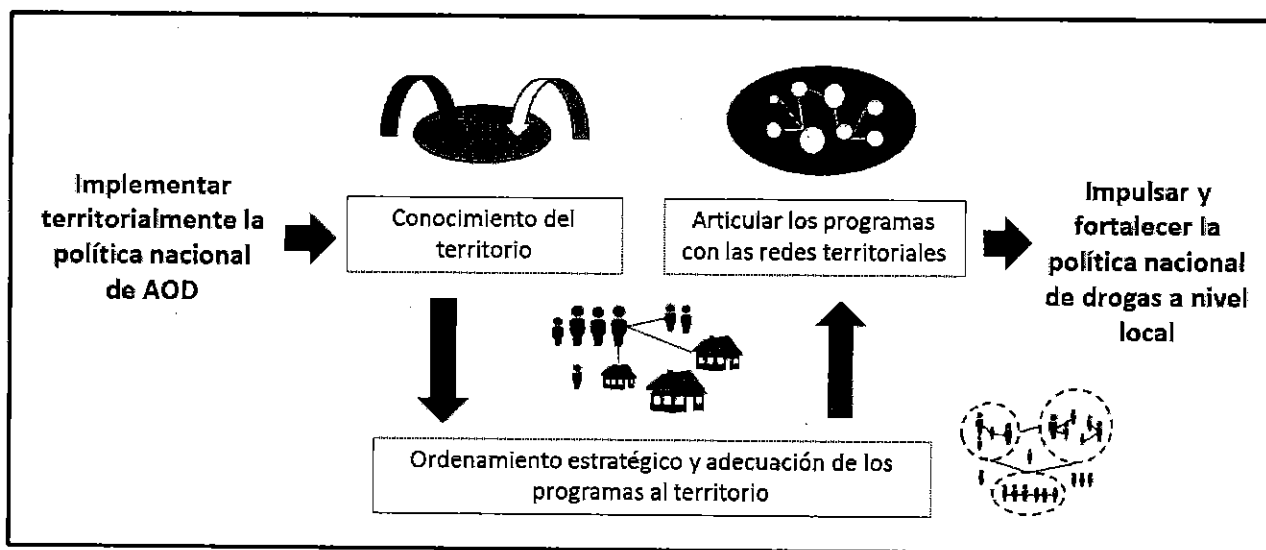 Implementar
territorialmente la
política nacional
de AOD
Conocimiento del
territorio
Articular los programas
con las redes territoriales
Impulsar y
fortalecer la
política nacional
de drogas a nivel
local
Ordenamiento estratégico y adecuación de los
programas al territorio